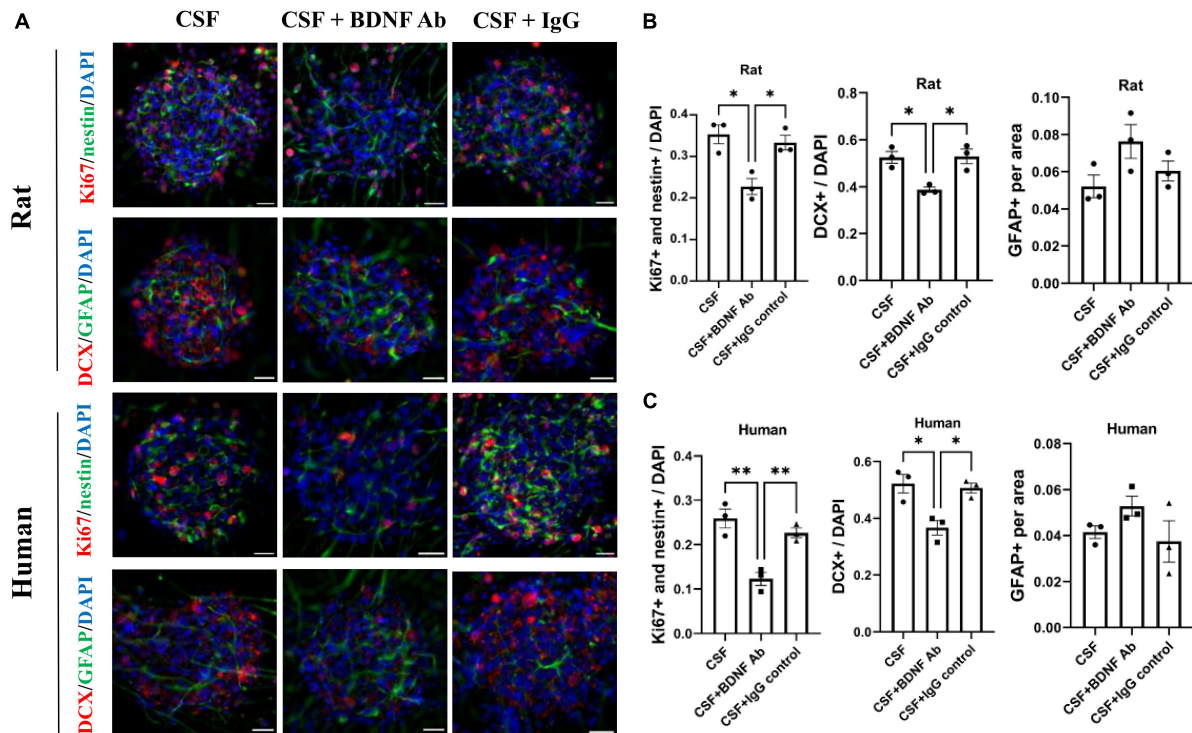 A
CSF
CSF + BDNF Ab
CSF + IgG
Rat
Ki67/nestin/DAPI
DCX/GFAP/DAPI
Human
Ki67/nestin/DAPI
DCX/GFAP/DAPI
B
Rat
Ki67+ and nestin+ / DAPI
0.4
0.3
0.2
0.1
0.0
*
*
CSF
CSF+BDNF Ab
CSF+IgG control
Rat
DCX+ / DAPI
0.8
0.6
0.4
0.2
0.0
*
*
CSF
CSF+BDNF Ab
CSF+IgG control
Rat
GFAP+ per area
0.10
0.08
0.06
0.04
0.02
0.00
CSF
CSF+BDNF Ab
CSF+IgG control
C
Human
Ki67+ and nestin+ / DAPI
0.4
0.3
0.2
0.1
0.0
**
**
CSF
CSF+BDNF Ab
CSF+IgG control
Human
DCX+ / DAPI
0.6
0.4
0.2
0.0
*
*
CSF
CSF+BDNF Ab
CSF+IgG control
Human
GFAP+ per area
0.08
0.06
0.04
0.02
0.00
CSF
CSF+BDNF Ab
CSF+IgG control